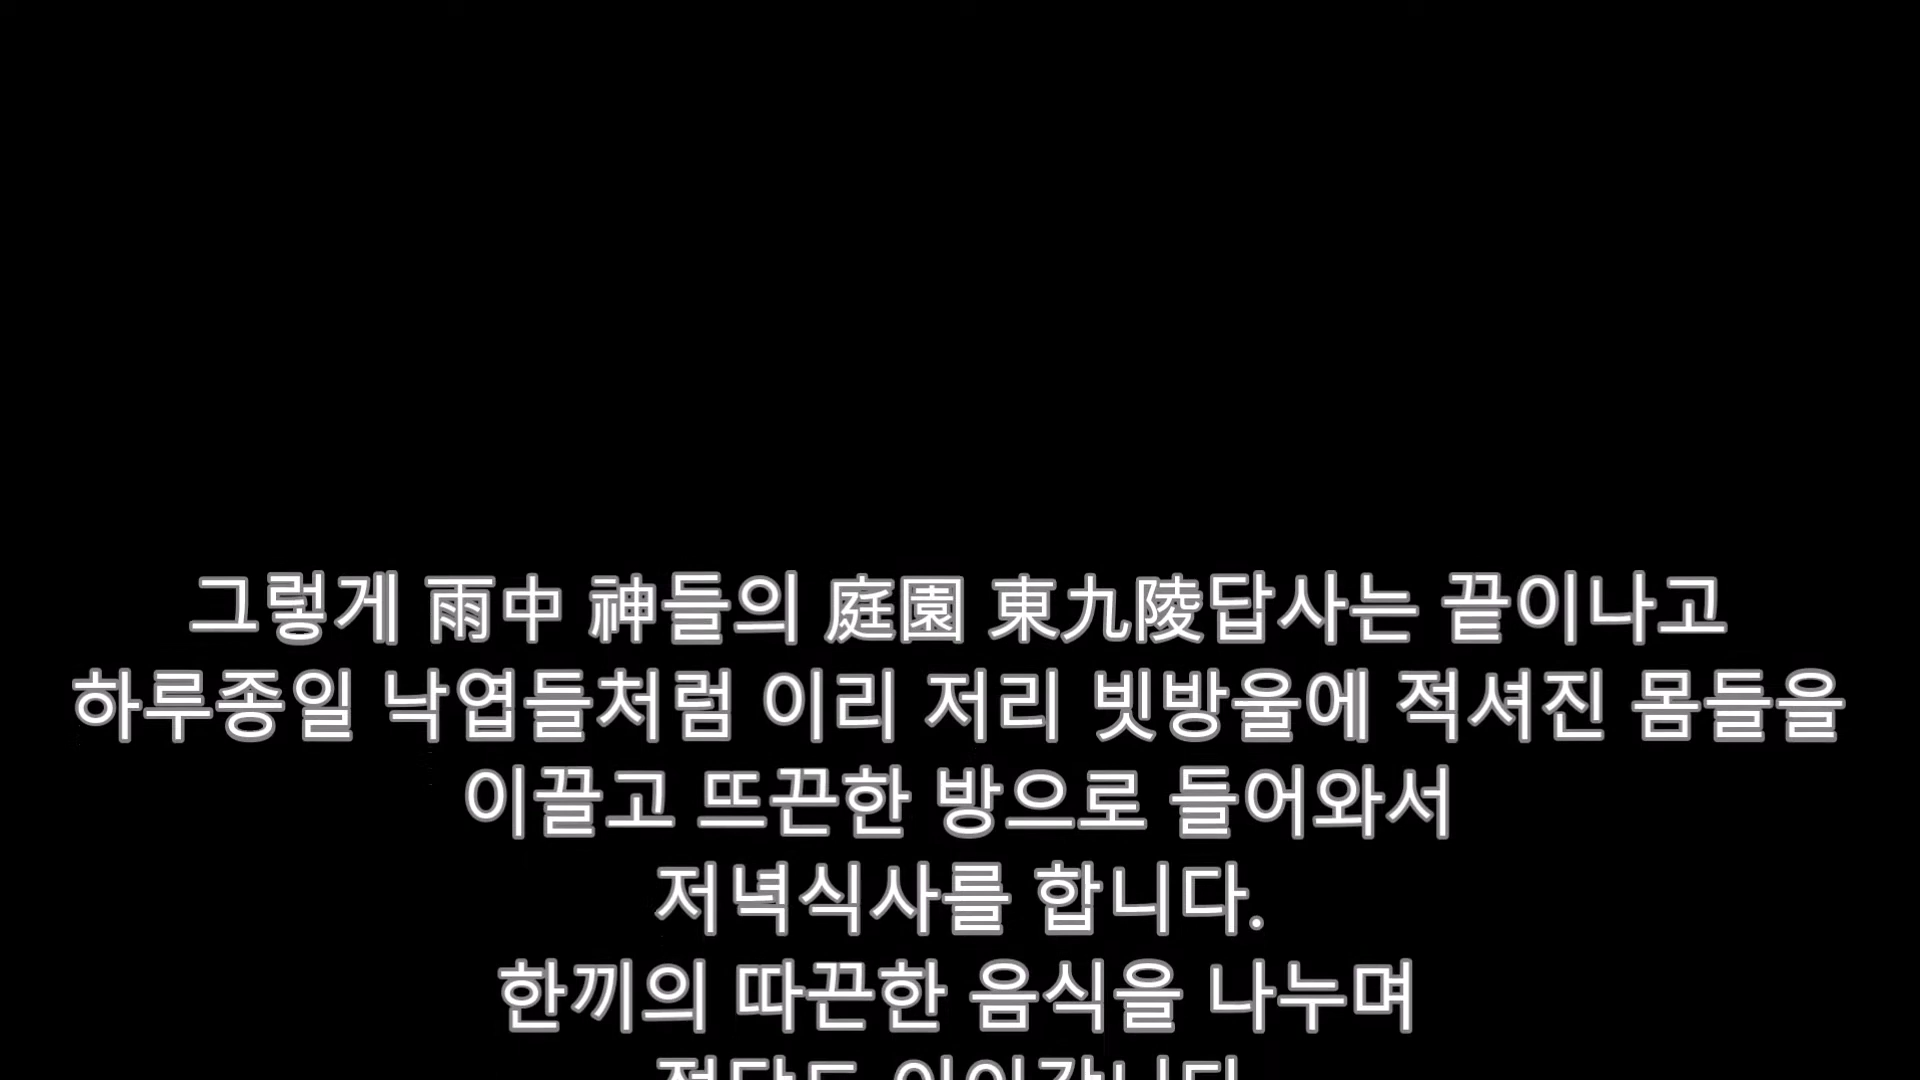 그렇게 雨中 神들의 庭園 東九陵답사는 끝이나고
하루종일 낙엽들처럼 이리 저리 빗방울에 적셔진 몸들을
이끌고 뜨끈한 방으로 들어와서
저녁식사를 합니다.
한끼의 따끈한 음식을 나누며